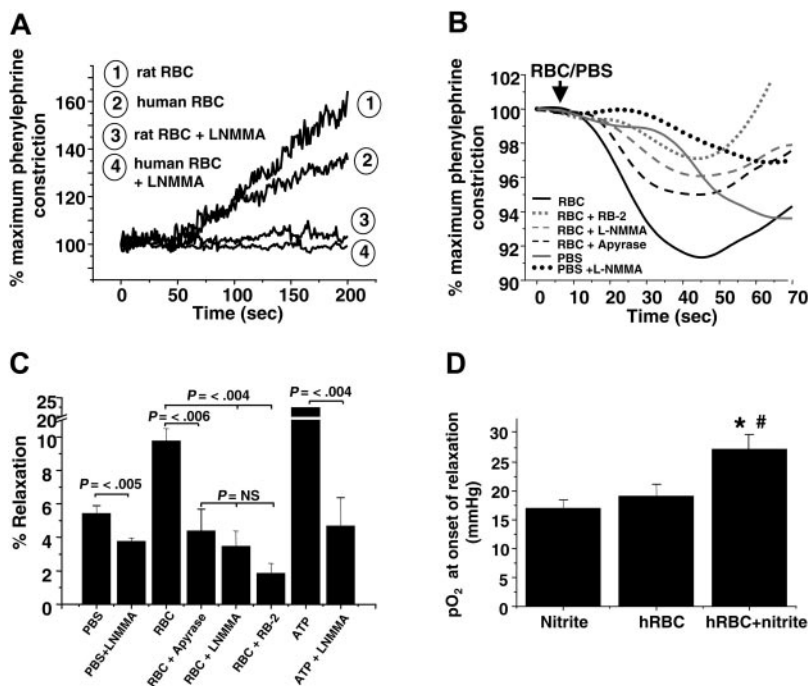 A
% maximum phenylephrine
constriction
160
140
120
100
80
1 rat RBC
2 human RBC
3 rat RBC + LNMMA
4 human RBC
+ LNMMA
1
2
3
4
0 50 100 150 200
Time (sec)
B
% maximum phenylephrine
constriction
102
100
98
96
94
92
90
RBC/PBS
RBC
RBC + RB-2
RBC + L-NMMA
RBC + Apyrase
PBS
PBS +L-NMMA
0 10 20 30 40 50 60 70
Time (sec)
C
% Relaxation
25
20
10
8
6
4
2
0
P = < .005
P = < .004
P = < .006
P = NS
P = < .004
PBS
PBS+LNMMA
RBC
RBC + Apyrase
RBC + LNMMA
RBC + RB-2
ATP
ATP + LNMMA
D
pO2 at onset of relaxation
(mmHg)
35
30
25
20
15
10
5
0
* #
Nitrite hRBC hRBC+nitrite